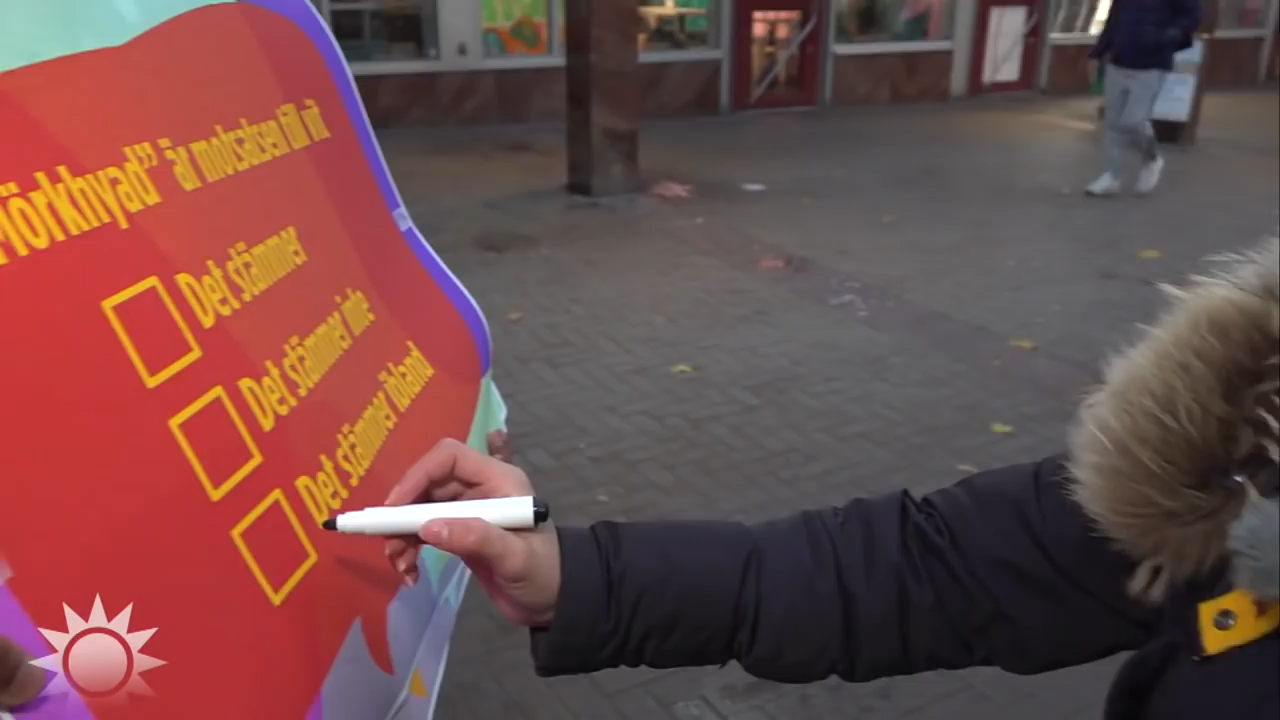 Mörkhyad” är motsatsen till vit
Det stämmer
Det stämmer inte
Det stämmer ibland